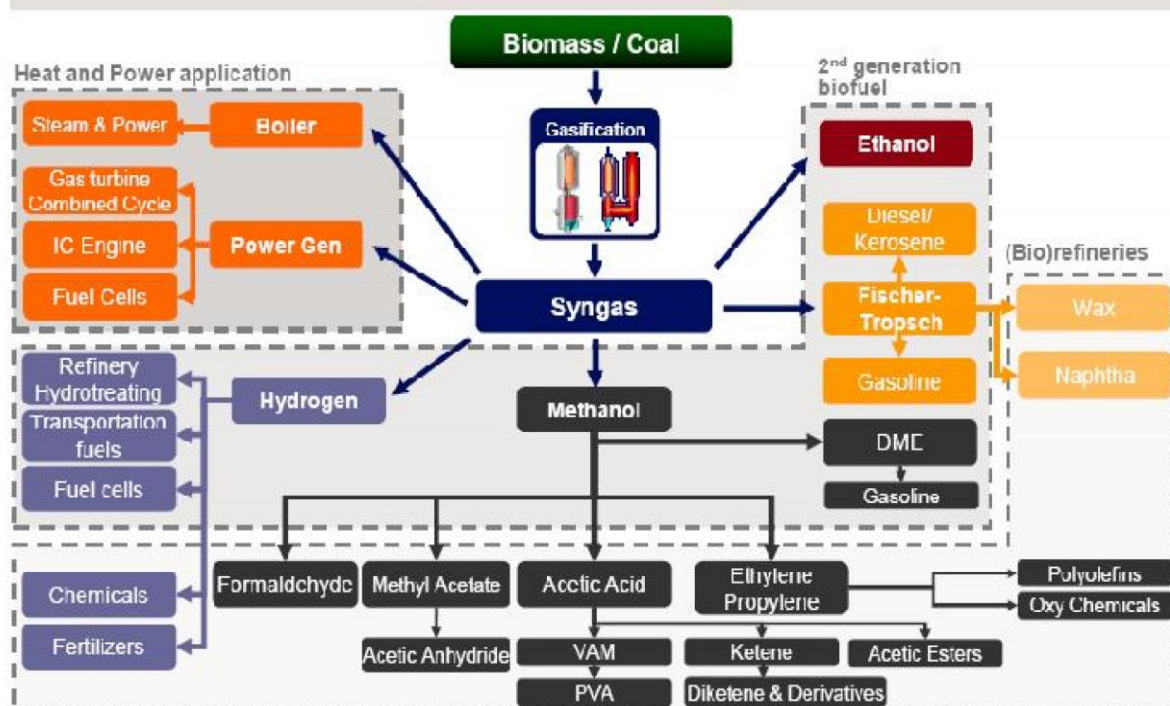 Biomass / Coal
Heat and Power application
2nd generation
biofuel
Steam & Power
Boiler
Gasification
Ethanol
Gas turbine
Combined Cycle
IC Engine
Power Gen
Fuel Cells
Diesel/
Kerosene
(Bio)refineries
Syngas
Fischer-
Tropsch
Wax
Refinery
Hydrotreating
Hydrogen
Methanol
Gasoline
Naphtha
Transportation
fuels
DME
Fuel cells
Gasoline
Chemicals
Formaldehyde
Methyl Acetate
Acetic Acid
Ethylene
Propylene
Polyolefins
Oxy Chemicals
Fertilizers
Acetic Anhydride
VAM
Ketene
Acetic Esters
PVA
Diketene & Derivatives